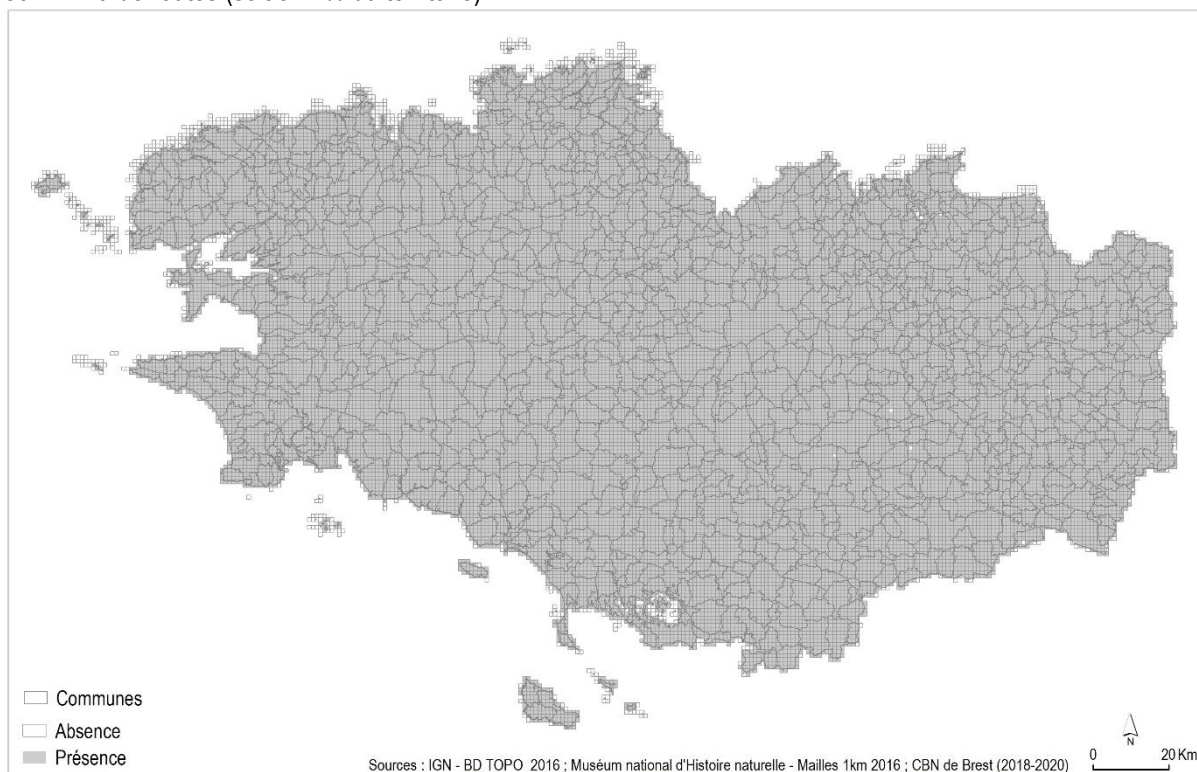 Communes
Absence
Présence
Sources : IGN - BD TOPO 2016 ; Muséum national d'Histoire naturelle - Mailles 1km 2016 ; CBN de Brest (2018-2020)
N
0 20 Km